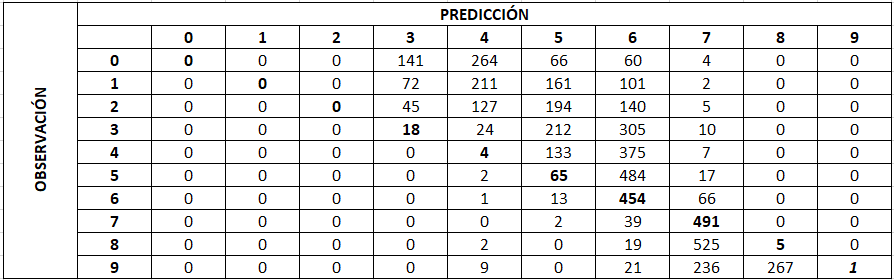 PREDICCIÓN
0 1 2 3 4 5 6 7 8 9
OBSERVACIÓN
0 0 0 0 141 264 66 60 4 0 0
1 0 0 0 72 211 161 101 2 0 0
2 0 0 0 45 127 194 140 5 0 0
3 0 0 0 18 24 212 305 10 0 0
4 0 0 0 0 4 133 375 7 0 0
5 0 0 0 0 2 65 484 17 0 0
6 0 0 0 0 1 13 454 66 0 0
7 0 0 0 0 0 2 39 491 0 0
8 0 0 0 0 2 0 19 525 5 0
9 0 0 0 0 9 0 21 236 267 1